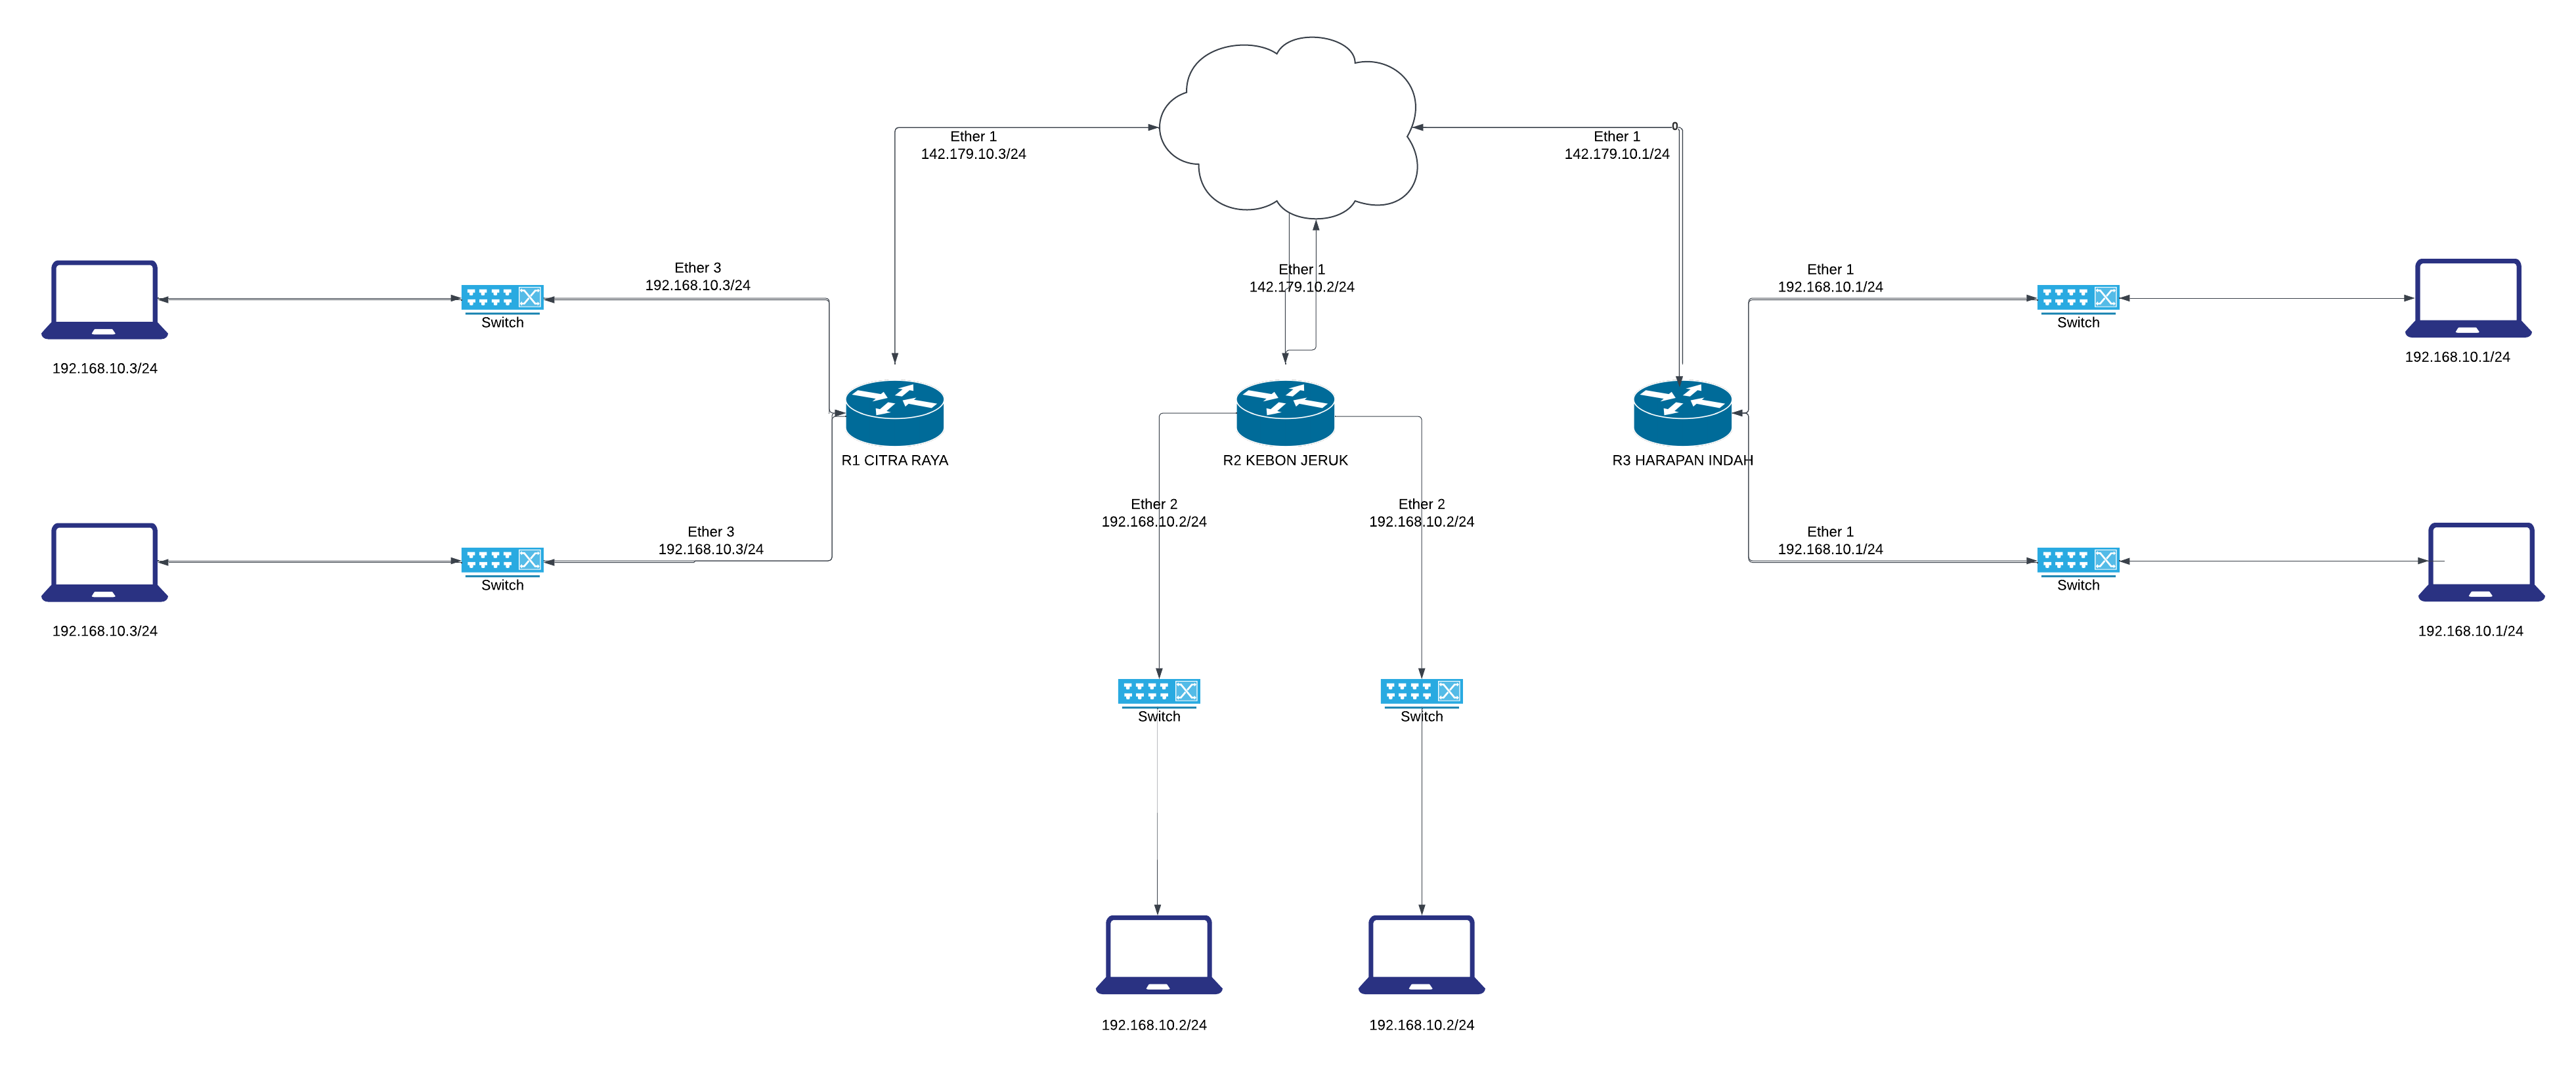 0
Ether 1
142.179.10.3/24
Ether 1
142.179.10.1/24
Ether 3
192.168.10.3/24
Ether 1
142.179.10.2/24
Ether 1
192.168.10.1/24
Switch
Switch
192.168.10.3/24
192.168.10.1/24
R1 CITRA RAYA
R2 KEBON JERUK
R3 HARAPAN INDAH
Ether 3
192.168.10.3/24
Ether 2
192.168.10.2/24
Ether 2
192.168.10.2/24
Ether 1
192.168.10.1/24
Switch
Switch
192.168.10.3/24
192.168.10.1/24
Switch
Switch
192.168.10.2/24
192.168.10.2/24